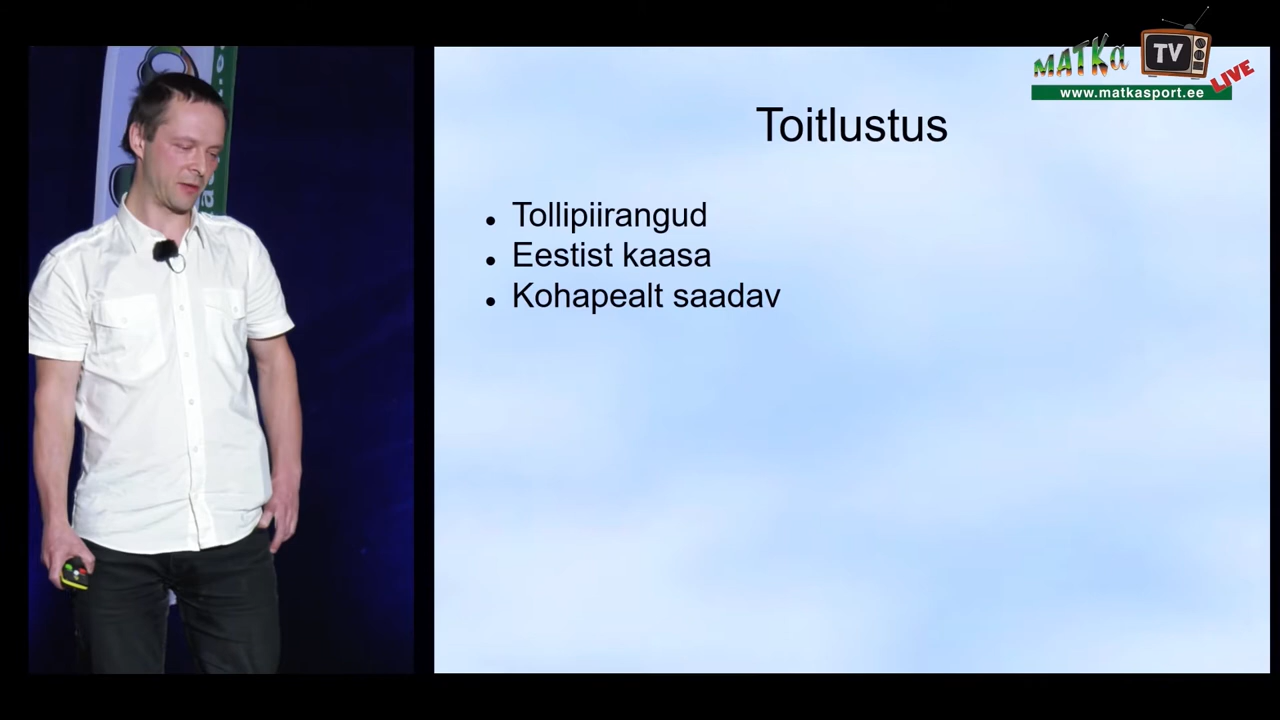 MATKa
TV
LIVE
www.matkasport.ee
Toitlustus
Tollipiirangud
Eestist kaasa
Kohapealt saadav